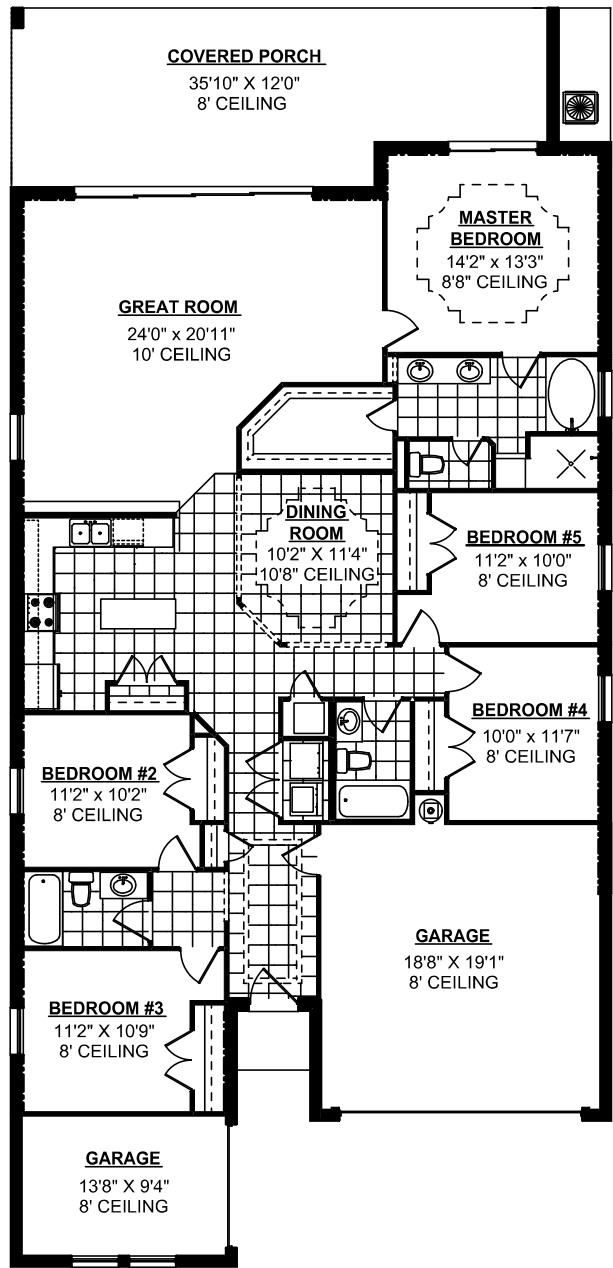 COVERED PORCH
35'10" X 12'0"
8' CEILING
MASTER
BEDROOM
14'2" x 13'3"
8'8" CEILING
GREAT ROOM
24'0" x 20'11"
10' CEILING
DINING
ROOM
10'2" X 11'4"
10'8" CEILING
BEDROOM #5
11'2" x 10'0"
8' CEILING
BEDROOM #4
10'0" x 11'7"
8' CEILING
BEDROOM #2
11'2" x 10'2"
8' CEILING
GARAGE
18'8" X 19'1"
8' CEILING
BEDROOM #3
11'2" X 10'9"
8' CEILING
GARAGE
13'8" X 9'4"
8' CEILING